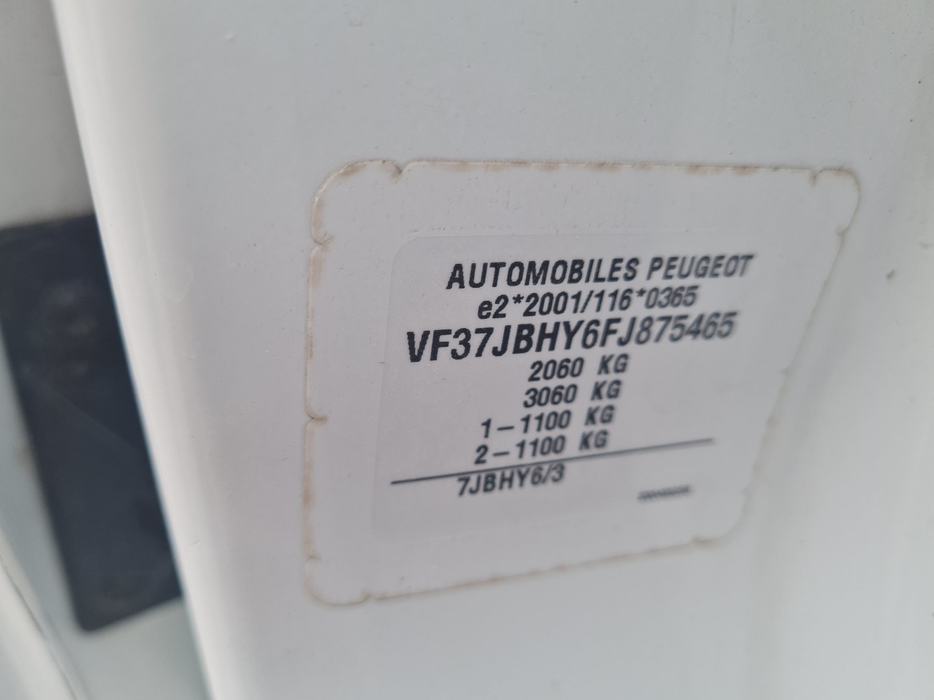 AUTOMOBILES PEUGEOT
e2*2001/116*0365
VF37JBHY6FJ875465
2060 KG
3060 KG
1-1100 KG
2-1100 KG
7JBHY6/3